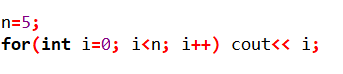 n=5;
for(int i=0; i<n; i++) cout<< i;